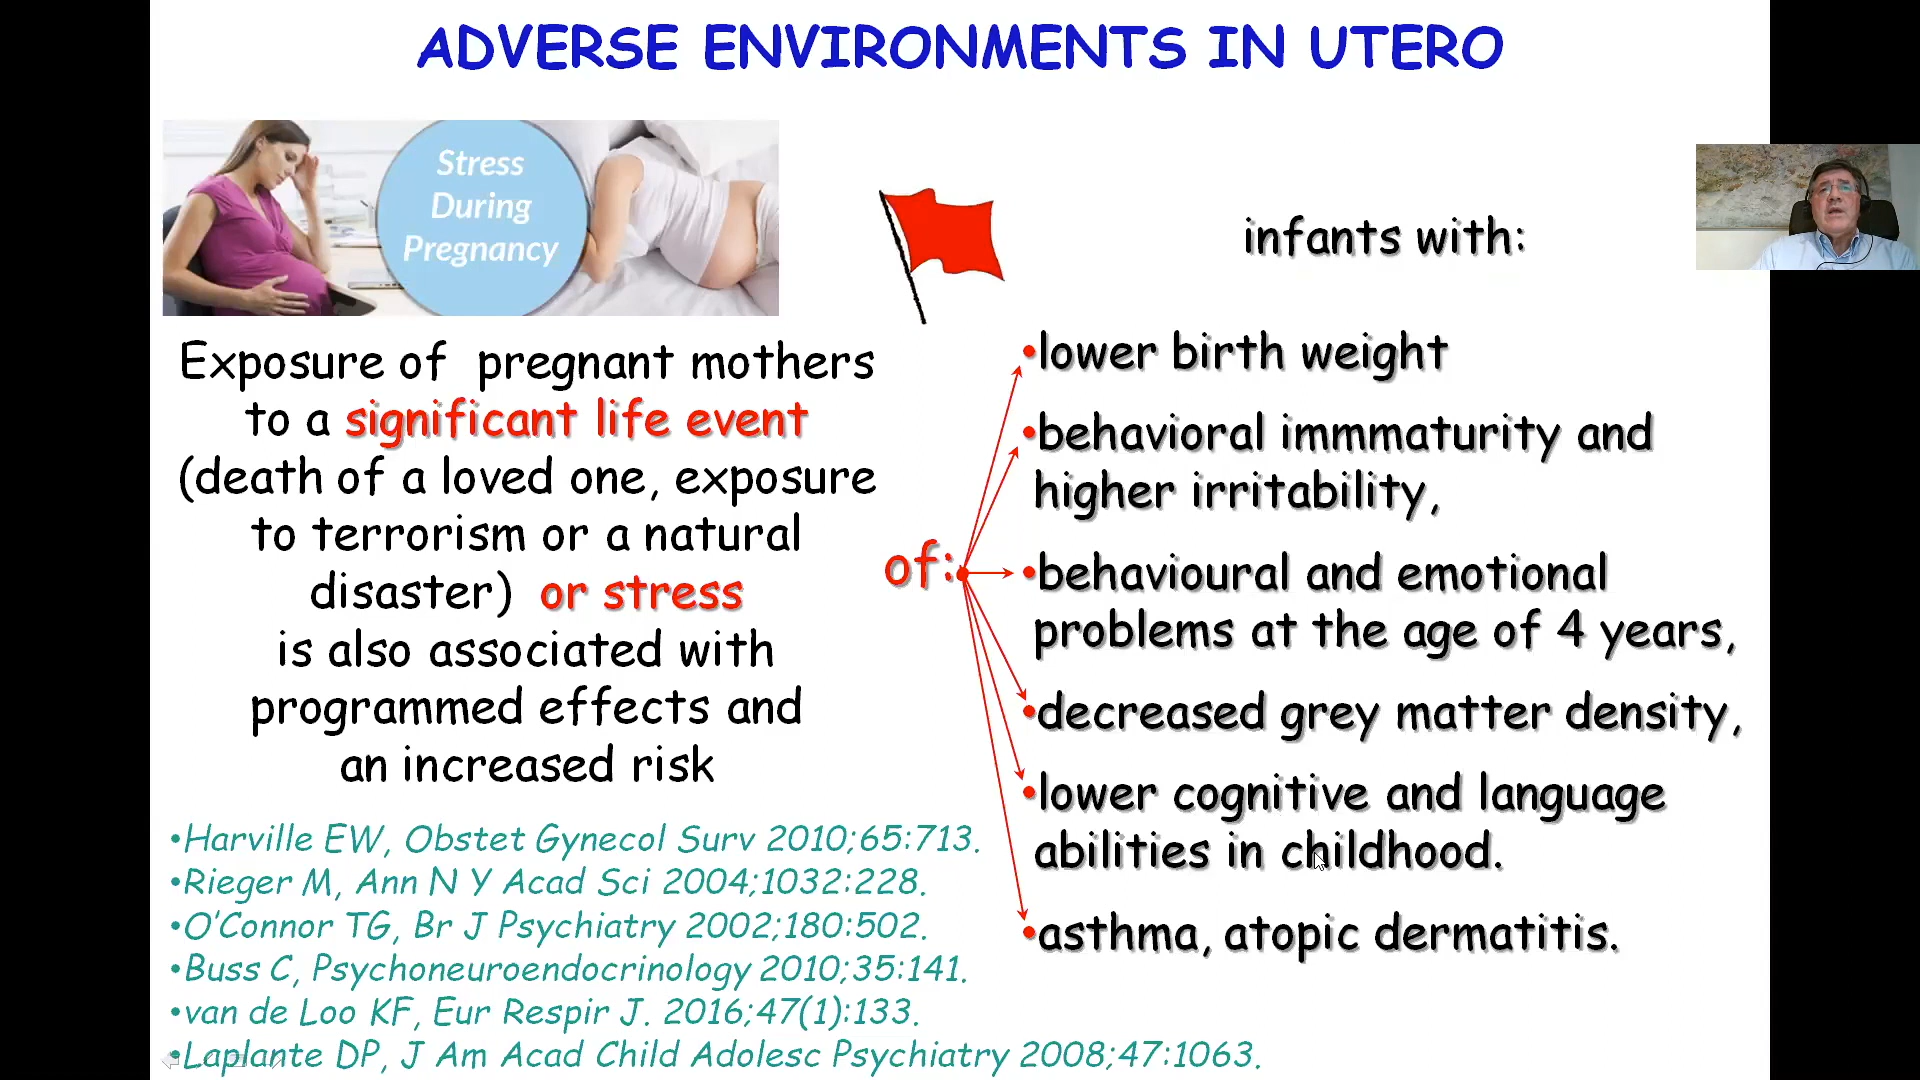 ADVERSE ENVIRONMENTS IN UTERO
Stress
During
Pregnancy
Exposure of pregnant mothers
to a significant life event
(death of a loved one, exposure
to terrorism or a natural
disaster) or stress
is also associated with
programmed effects and
an increased risk
of:
infants with:
•lower birth weight
•behavioral immmaturity and
higher irritability,
•behavioural and emotional
problems at the age of 4 years,
•decreased grey matter density,
•lower cognitive and language
abilities in childhood.
•asthma, atopic dermatitis.
•Harville EW, Obstet Gynecol Surv 2010;65:713.
•Rieger M, Ann N Y Acad Sci 2004;1032:228.
•O'Connor TG, Br J Psychiatry 2002;180:502.
•Buss C, Psychoneuroendocrinology 2010;35:141.
•van de Loo KF, Eur Respir J. 2016;47(1):133.
•Laplante DP, J Am Acad Child Adolesc Psychiatry 2008;47:1063.